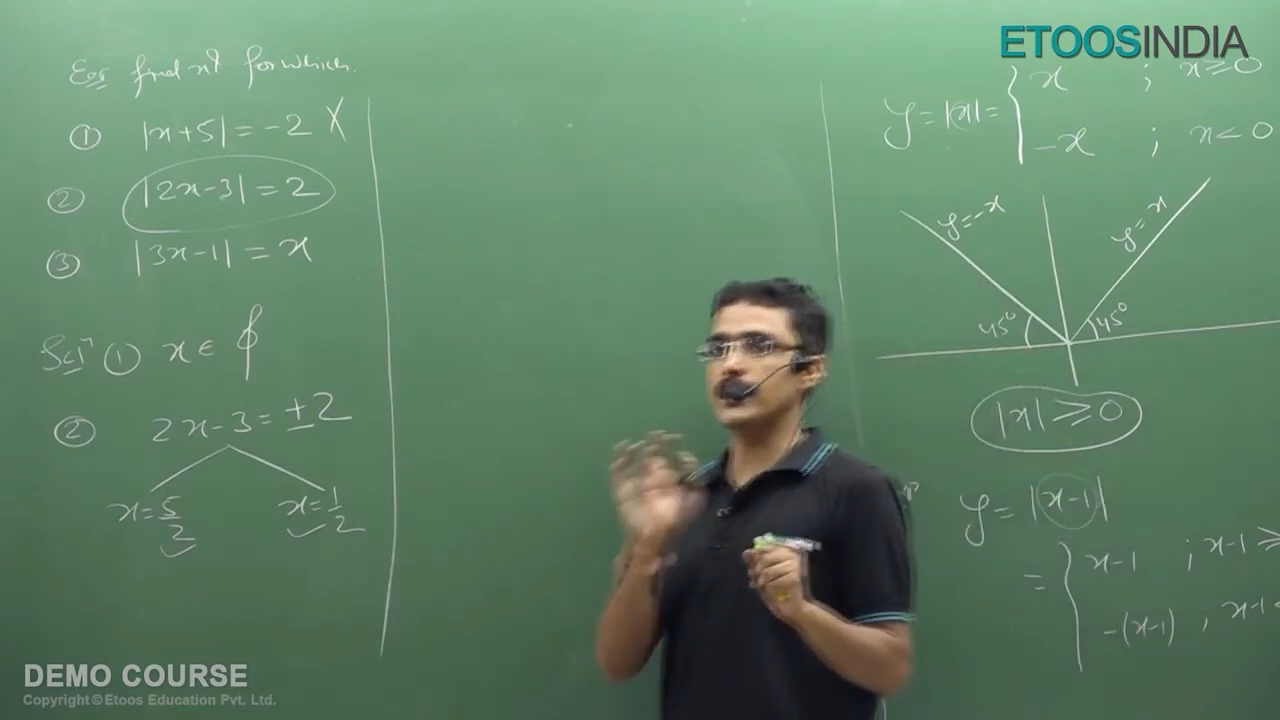 ETOOSINDIA
Eg: find x? for which.
① |x+5| = -2 X
② |2x-3| = 2
③ |3x-1| = x
Sol① x ∈ ϕ
② 2x-3 = ±2
x = 5/2 x = 1/2
y = |x| = { x ; x ≥ 0
-x ; x < 0
y = -x y = x
45° 45°
|x| ≥ 0
y = |x-1|
= { x-1 ; x-1 ≥
-(x-1) ; x-1
DEMO COURSE
Copyright © Etoos Education Pvt. Ltd.